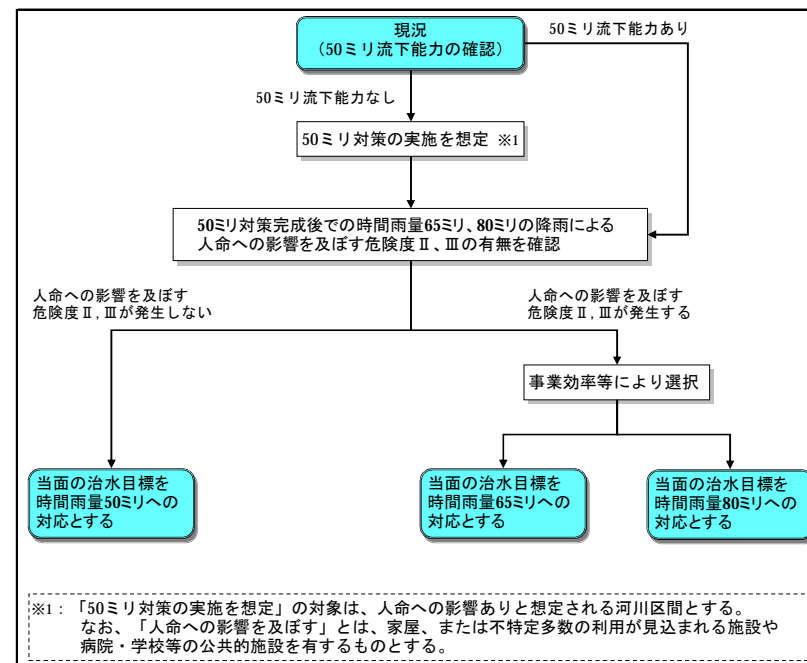 現況
(50ミリ流下能力の確認)
50ミリ流下能力あり
50ミリ流下能力なし
50ミリ対策の実施を想定 ※1
50ミリ対策完成後での時間雨量65ミリ、80ミリの降雨による
人命への影響を及ぼす危険度Ⅱ、Ⅲの有無を確認
人命への影響を及ぼす
危険度Ⅱ,Ⅲが発生しない
人命への影響を及ぼす
危険度Ⅱ,Ⅲが発生する
事業効率等により選択
当面の治水目標を
時間雨量50ミリへの
対応とする
当面の治水目標を
時間雨量65ミリへの
対応とする
当面の治水目標を
時間雨量80ミリへの
対応とする
※1：「50ミリ対策の実施を想定」の対象は、人命への影響ありと想定される河川区間とする。
なお、「人命への影響を及ぼす」とは、家屋、または不特定多数の利用が見込まれる施設や
病院・学校等の公共的施設を有するものとする。